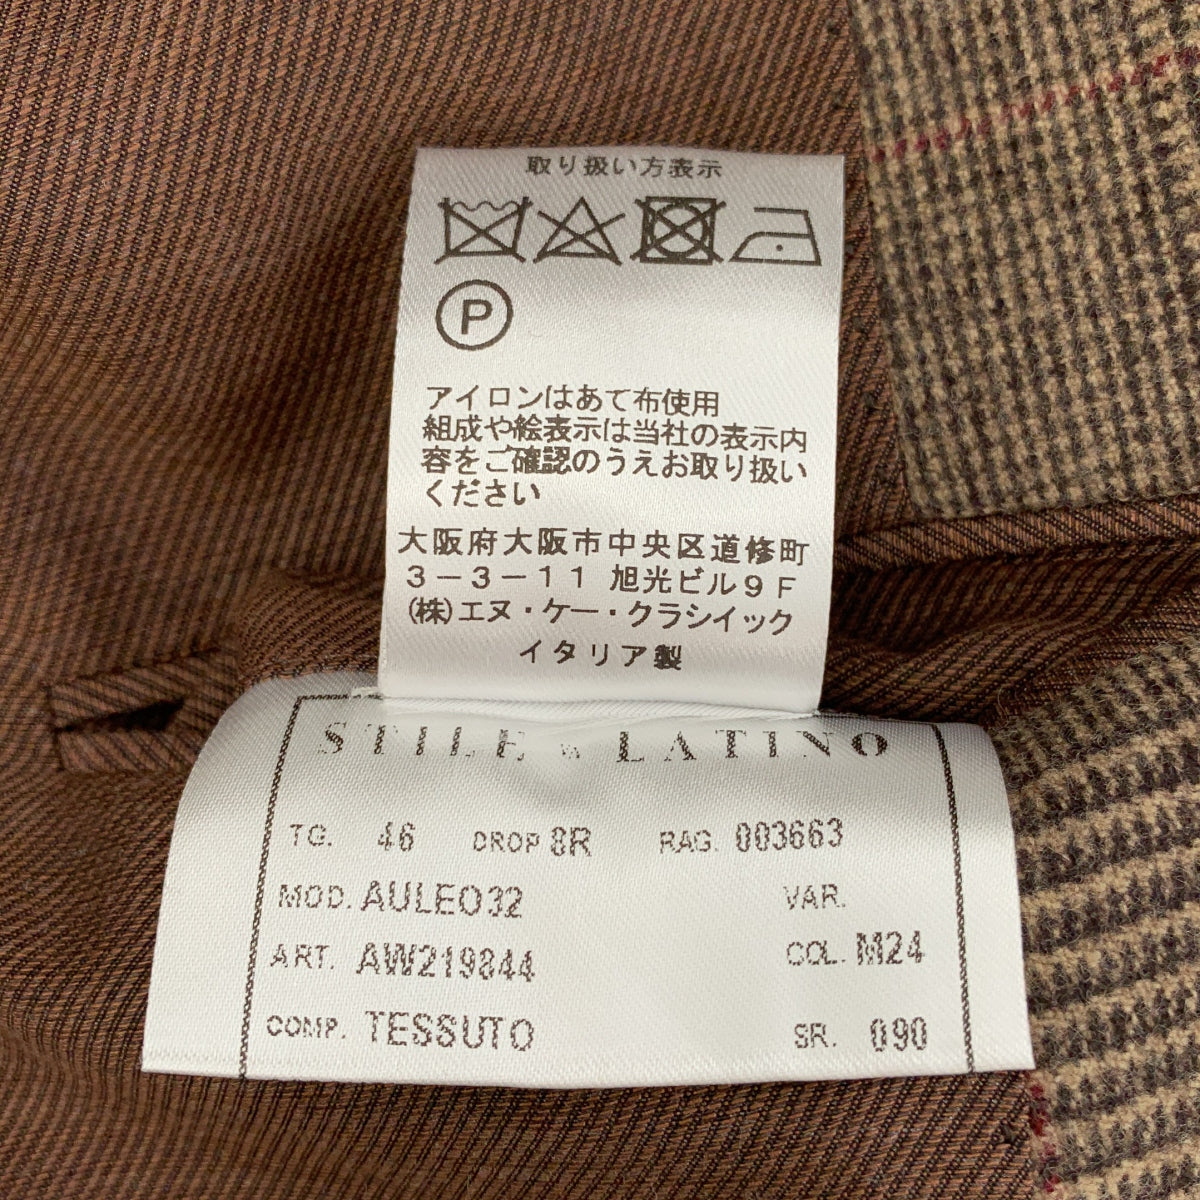 取り扱い方表示
P
アイロンはあて布使用
組成や絵表示は当社の表示内
容をご確認のうえお取り扱い
ください
大阪府大阪市中央区道修町
3-3-11 旭光ビル9F
(株)エヌ・ケー・クラシイック
イタリア製
STILE LATINO
TG. 46 DROP 8R RAG. 003663
MOD. AULEO32 VAR.
ART. AW219844 COL. M24
COMP. TESSUTO SR. 090